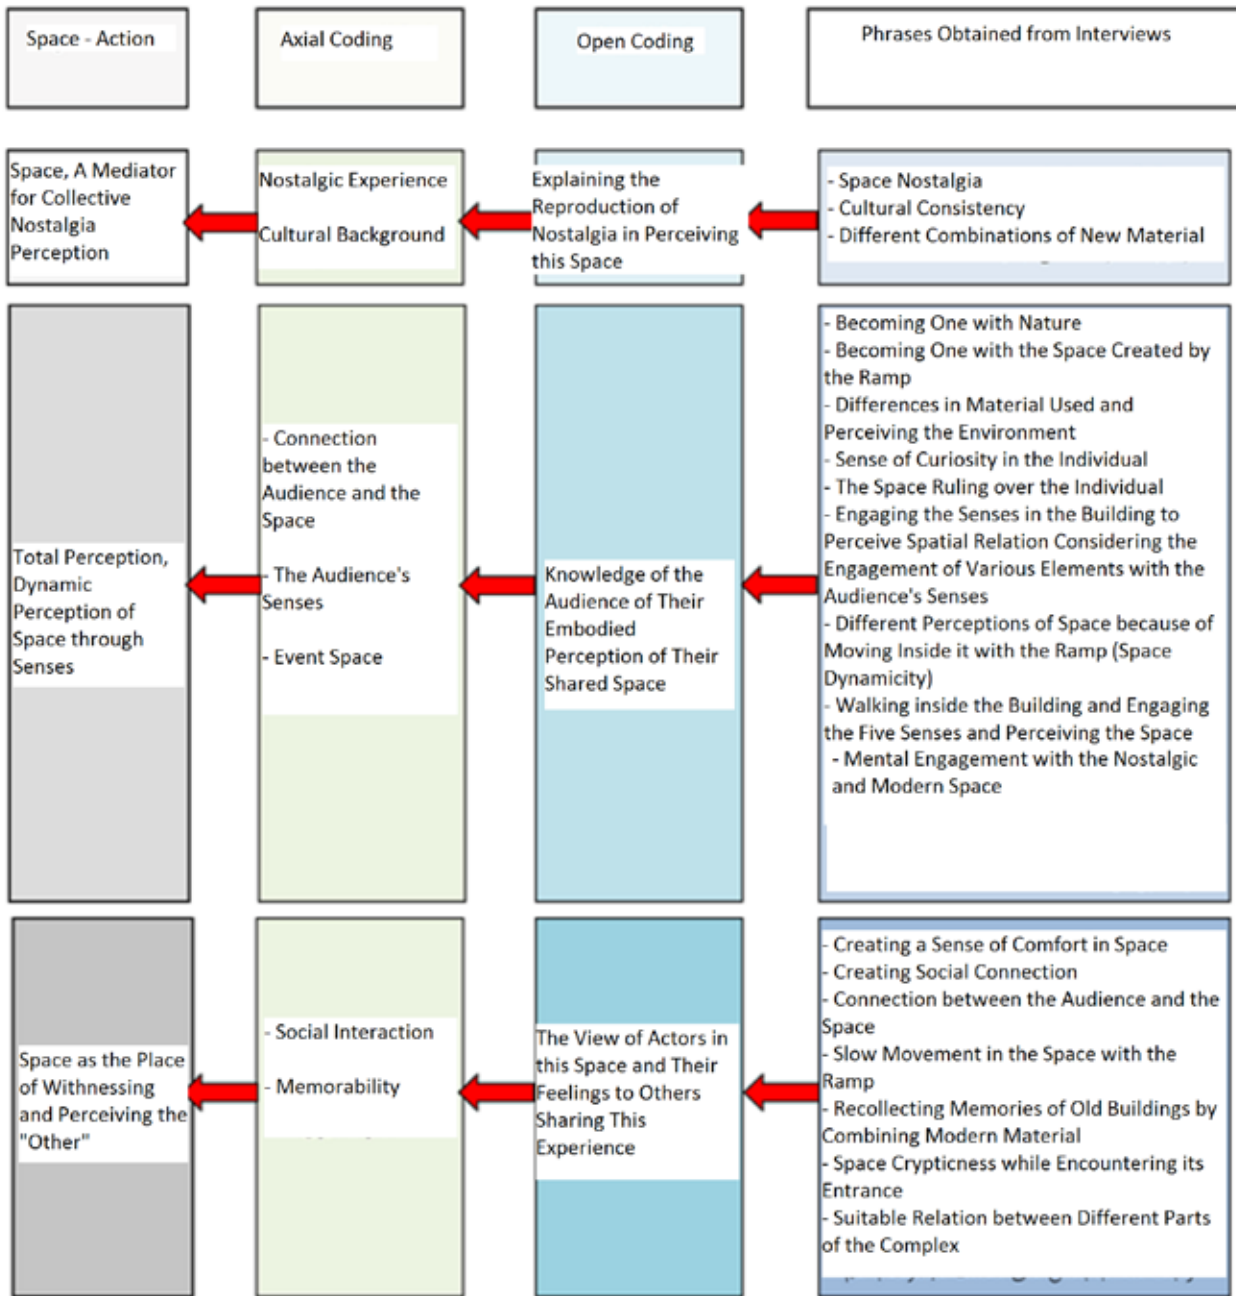 Space - Action
Axial Coding
Open Coding
Phrases Obtained from Interviews
Space, A Mediator
for Collective
Nostalgia
Perception
Nostalgic Experience
Cultural Background
Explaining the
Reproduction of
Nostalgia in Perceiving
this Space
- Space Nostalgia
- Cultural Consistency
- Different Combinations of New Material
Total Perception,
Dynamic
Perception of
Space through
Senses
- Connection
between the
Audience and the
Space
- The Audience's
Senses
- Event Space
Knowledge of the
Audience of Their
Embodied
Perception of Their
Shared Space
- Becoming One with Nature
- Becoming One with the Space Created by
the Ramp
- Differences in Material Used and
Perceiving the Environment
- Sense of Curiosity in the Individual
- The Space Ruling over the Individual
- Engaging the Senses in the Building to
Perceive Spatial Relation Considering the
Engagement of Various Elements with the
Audience's Senses
- Different Perceptions of Space because of
Moving Inside it with the Ramp (Space
Dynamicity)
- Walking inside the Building and Engaging
the Five Senses and Perceiving the Space
- Mental Engagement with the Nostalgic
and Modern Space
Space as the Place
of Withnessing
and Perceiving the
"Other"
- Social Interaction
- Memorability
The View of Actors in
this Space and Their
Feelings to Others
Sharing This
Experience
- Creating a Sense of Comfort in Space
- Creating Social Connection
- Connection between the Audience and the
Space
- Slow Movement in the Space with the
Ramp
- Recollecting Memories of Old Buildings by
Combining Modern Material
- Space Crypticness while Encountering its
Entrance
- Suitable Relation between Different Parts
of the Complex